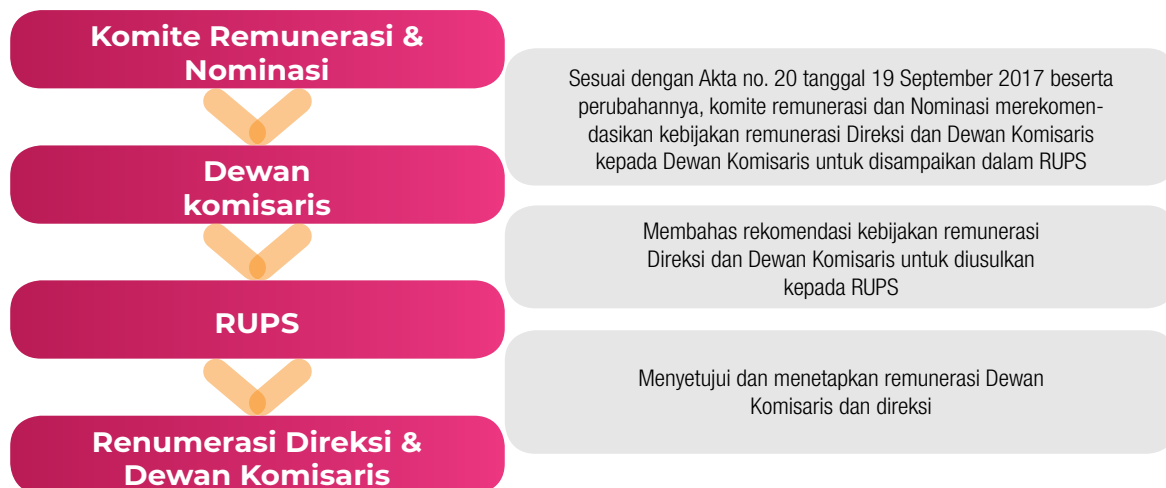 Komite Remunerasi &
Nominasi
Sesuai dengan Akta no. 20 tanggal 19 September 2017 beserta
perubahannya, komite remunerasi dan Nominasi merekomen-
dasikan kebijakan remunerasi Direksi dan Dewan Komisaris
kepada Dewan Komisaris untuk disampaikan dalam RUPS
Dewan
komisaris
Membahas rekomendasi kebijakan remunerasi
Direksi dan Dewan Komisaris untuk diusulkan
kepada RUPS
RUPS
Menyetujui dan menetapkan remunerasi Dewan
Komisaris dan direksi
Renumerasi Direksi &
Dewan Komisaris